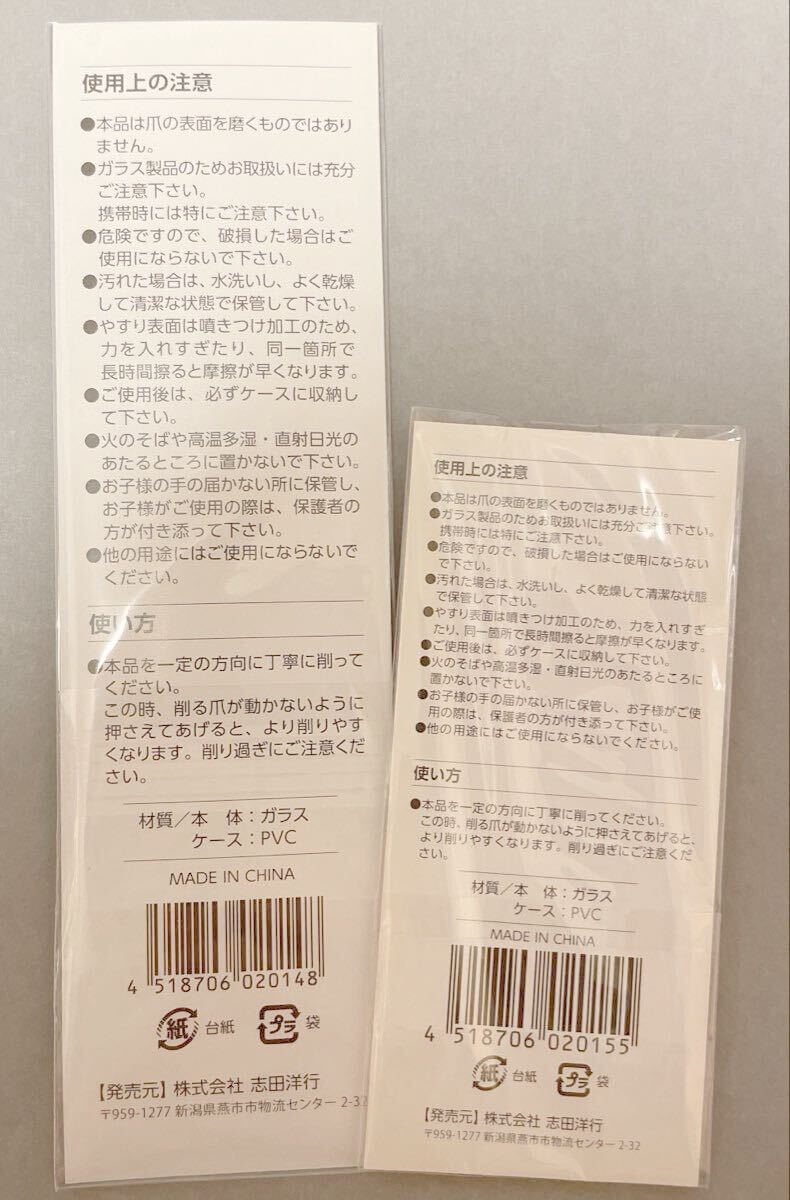 使用上の注意
●本品は爪の表面を磨くものではあり
ません。
●ガラス製品のためお取扱いには充分
ご注意下さい。
携帯時には特にご注意下さい。
●危険ですので、破損した場合はご
使用にならないで下さい。
●汚れた場合は、水洗いし、よく乾燥
して清潔な状態で保管して下さい。
●やすり表面は噴きつけ加工のため、
力を入れすぎたり、同一箇所で
長時間擦ると摩擦が早くなります。
●ご使用後は、必ずケースに収納し
て下さい。
●火のそばや高温多湿・直射日光の
あたるところに置かないで下さい。
●お子様の手の届かない所に保管し、
お子様がご使用の際は、保護者の
方が付き添って下さい。
●他の用途にはご使用にならないで
ください。
使い方
●本品を一定の方向に丁寧に削って
ください。
この時、削る爪が動かないように
押さえてあげると、より削りやす
くなります。削り過ぎにご注意くだ
さい。
材質／本 体：ガラス
ケース：PVC
MADE IN CHINA
4 518706 020148
紙 台紙 プラ 袋
【発売元】株式会社 志田洋行
〒959-1277 新潟県燕市市物流センター 2-32
使用上の注意
●本品は爪の表面を磨くものではありません。
●ガラス製品のためお取扱いには充分ご注意下さい。
携帯時には特にご注意下さい。
●危険ですので、破損した場合はご使用にならない
で下さい。
●汚れた場合は、水洗いし、よく乾燥して清潔な状態
で保管して下さい。
●やすり表面は噴きつけ加工のため、力を入れすぎ
たり、同一箇所で長時間擦ると摩擦が早くなります。
●ご使用後は、必ずケースに収納して下さい。
●火のそばや高温多湿・直射日光のあたるところに
置かないで下さい。
●お子様の手の届かない所に保管し、お子様がご使
用の際は、保護者の方が付き添って下さい。
●他の用途にはご使用にならないでください。
使い方
●本品を一定の方向に丁寧に削ってください。
この時、削る爪が動かないように押さえてあげると、
より削りやすくなります。削り過ぎにご注意くだ
さい。
材質／本 体：ガラス
ケース：PVC
MADE IN CHINA
4 518706 020155
紙 台紙 プラ 袋
【発売元】株式会社 志田洋行
〒959-1277 新潟県燕市市物流センター 2-32